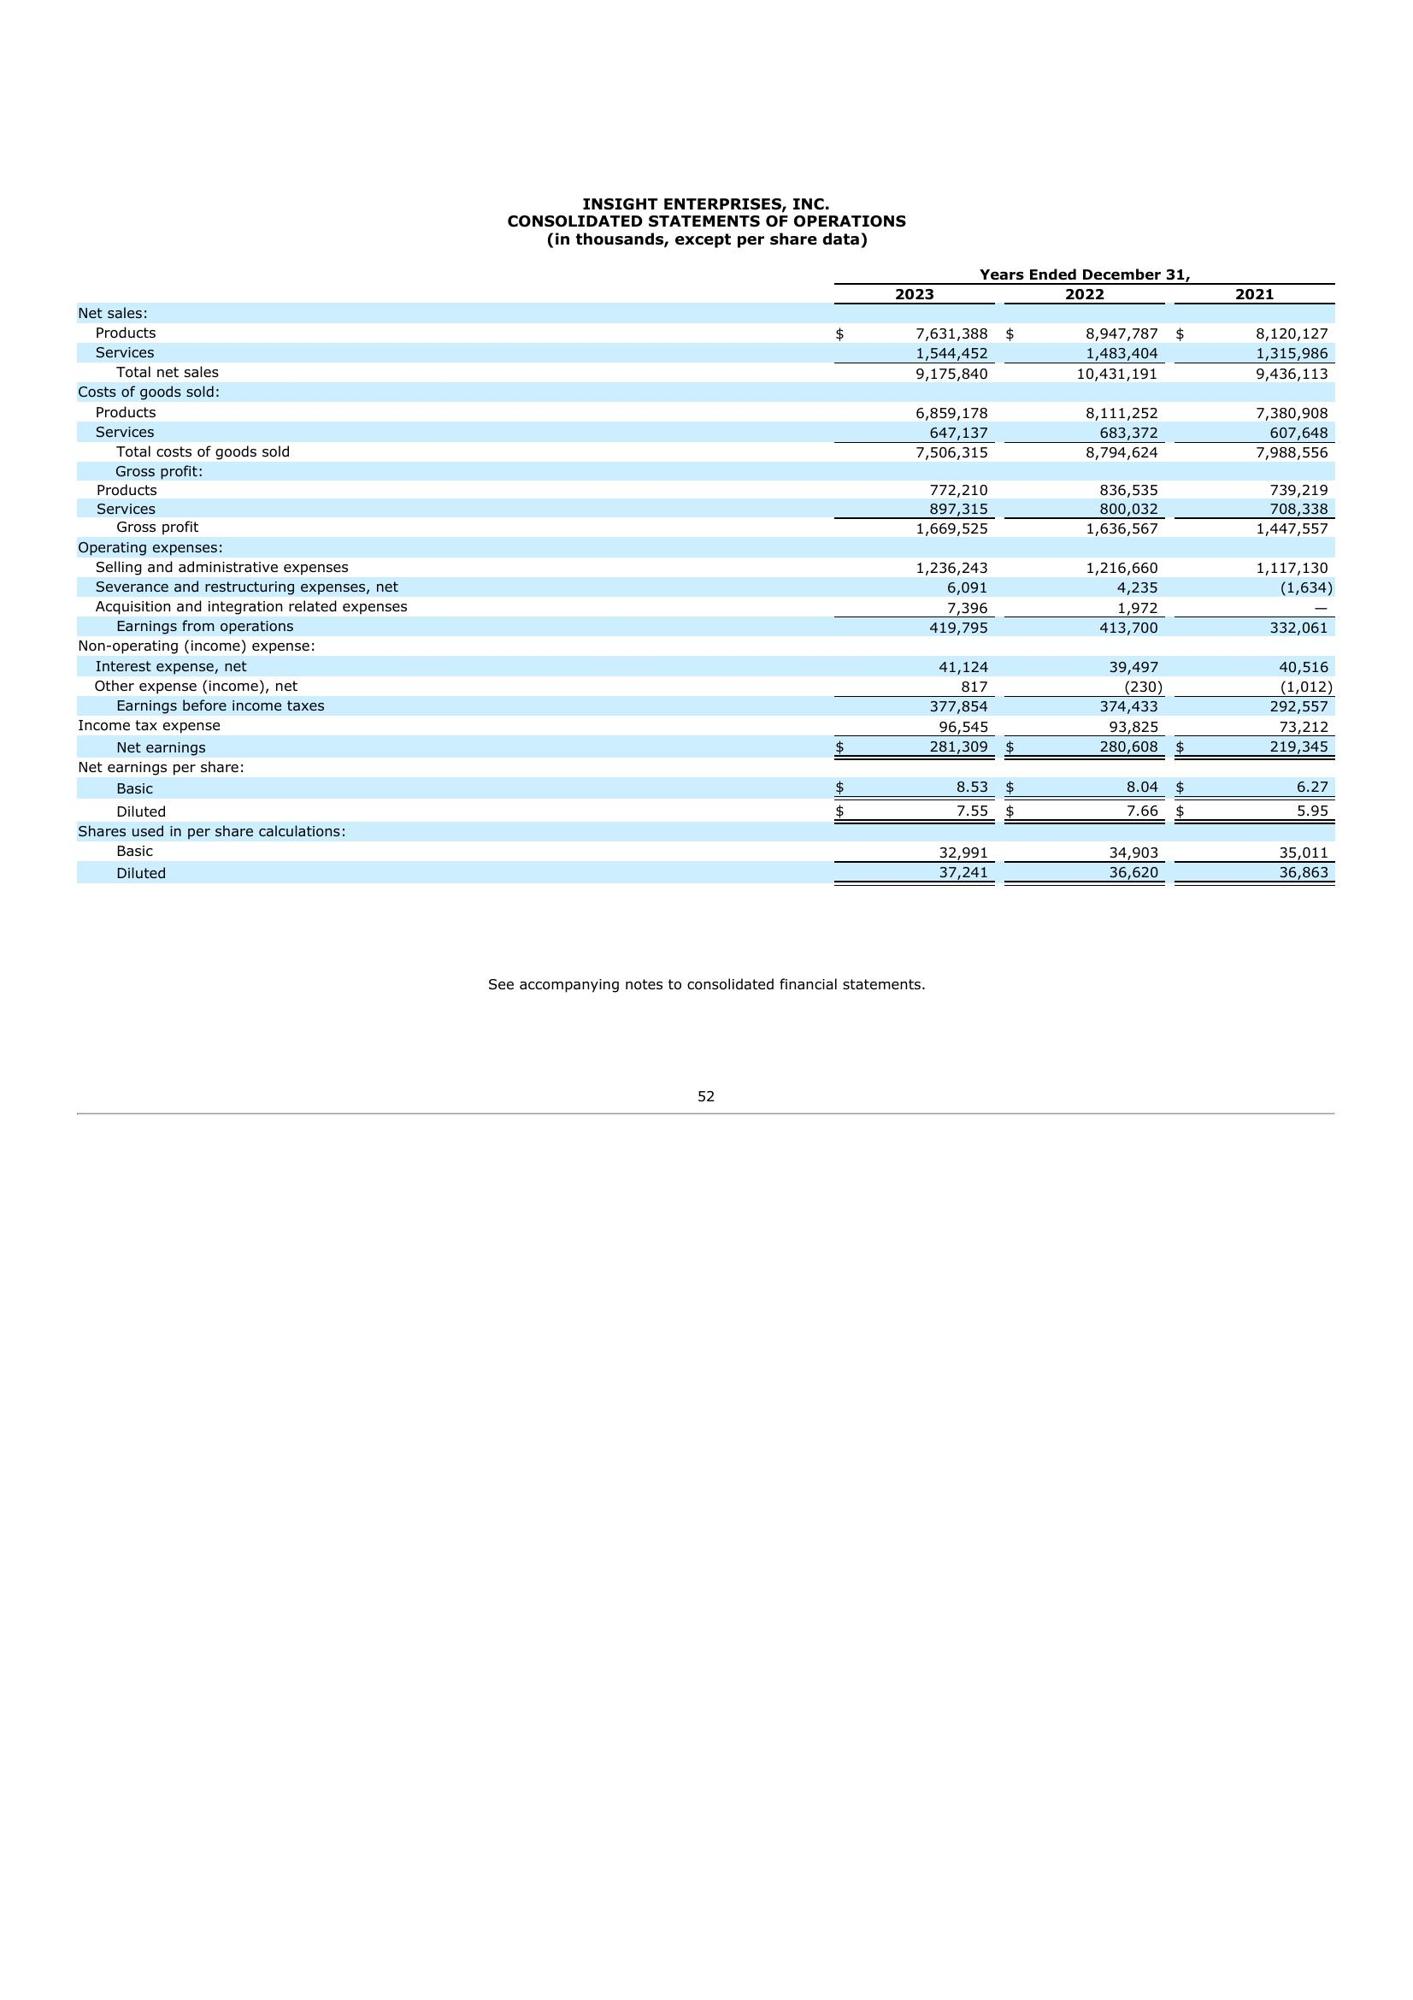 INSIGHT ENTERPRISES, INC.
CONSOLIDATED STATEMENTS OF OPERATIONS
(in thousands, except per share data)
Years Ended December 31,
2023 2022 2021
Net sales:
Products $ 7,631,388 $ 8,947,787 $ 8,120,127
Services 1,544,452 1,483,404 1,315,986
Total net sales 9,175,840 10,431,191 9,436,113
Costs of goods sold:
Products 6,859,178 8,111,252 7,380,908
Services 647,137 683,372 607,648
Total costs of goods sold 7,506,315 8,794,624 7,988,556
Gross profit:
Products 772,210 836,535 739,219
Services 897,315 800,032 708,338
Gross profit 1,669,525 1,636,567 1,447,557
Operating expenses:
Selling and administrative expenses 1,236,243 1,216,660 1,117,130
Severance and restructuring expenses, net 6,091 4,235 (1,634)
Acquisition and integration related expenses 7,396 1,972 —
Earnings from operations 419,795 413,700 332,061
Non-operating (income) expense:
Interest expense, net 41,124 39,497 40,516
Other expense (income), net 817 (230) (1,012)
Earnings before income taxes 377,854 374,433 292,557
Income tax expense 96,545 93,825 73,212
Net earnings $ 281,309 $ 280,608 $ 219,345
Net earnings per share:
Basic $ 8.53 $ 8.04 $ 6.27
Diluted $ 7.55 $ 7.66 $ 5.95
Shares used in per share calculations:
Basic 32,991 34,903 35,011
Diluted 37,241 36,620 36,863
See accompanying notes to consolidated financial statements.
52